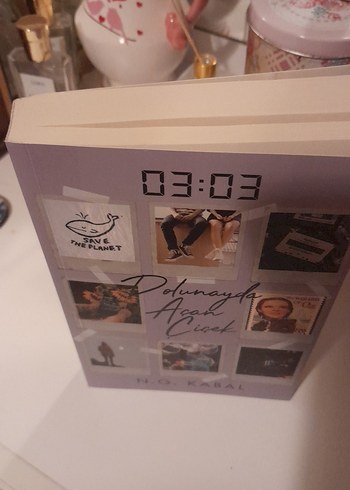 03:03
SAVE
THE PLANET
Dolunayda
Açan
Çiçek
N.G. KABAL